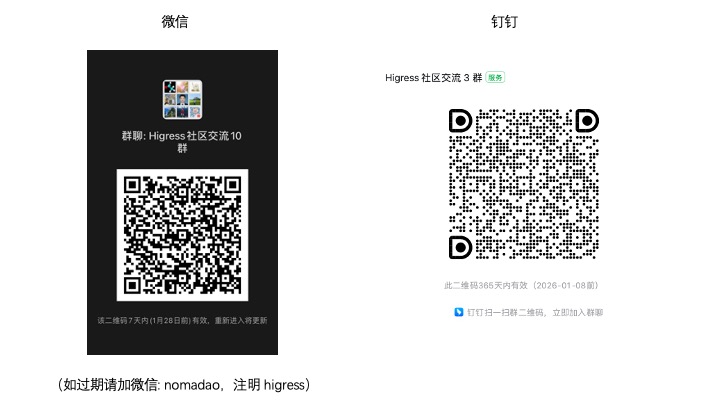 微信
群聊: Higress社区交流10
群
该二维码7天内(1月28日前)有效，重新进入将更新
钉钉
Higress 社区交流 3 群 服务
此二维码365天内有效（2026-01-08前）
钉钉扫一扫群二维码，立即加入群聊
（如过期请加微信: nomadao，注明 higress）